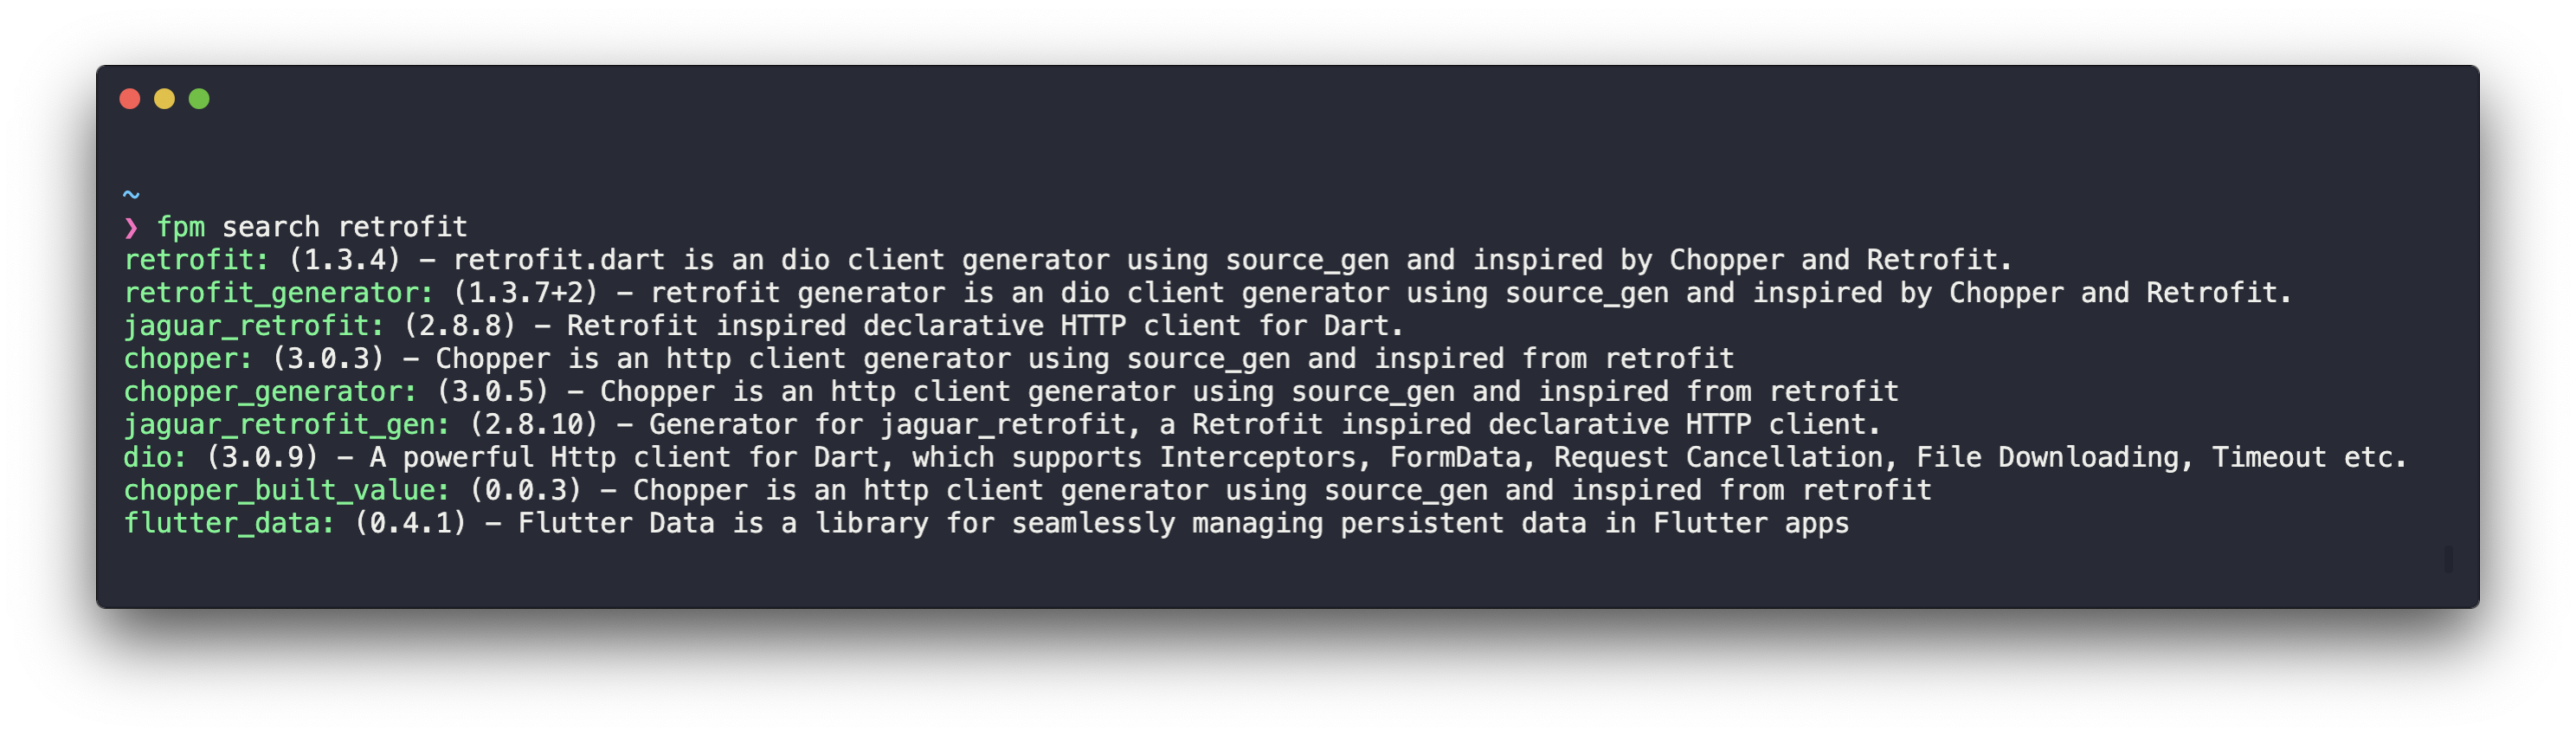 ~
❯ fpm search retrofit
retrofit: (1.3.4) - retrofit.dart is an dio client generator using source_gen and inspired by Chopper and Retrofit.
retrofit_generator: (1.3.7+2) - retrofit generator is an dio client generator using source_gen and inspired by Chopper and Retrofit.
jaguar_retrofit: (2.8.8) - Retrofit inspired declarative HTTP client for Dart.
chopper: (3.0.3) - Chopper is an http client generator using source_gen and inspired from retrofit
chopper_generator: (3.0.5) - Chopper is an http client generator using source_gen and inspired from retrofit
jaguar_retrofit_gen: (2.8.10) - Generator for jaguar_retrofit, a Retrofit inspired declarative HTTP client.
dio: (3.0.9) - A powerful Http client for Dart, which supports Interceptors, FormData, Request Cancellation, File Downloading, Timeout etc.
chopper_built_value: (0.0.3) - Chopper is an http client generator using source_gen and inspired from retrofit
flutter_data: (0.4.1) - Flutter Data is a library for seamlessly managing persistent data in Flutter apps